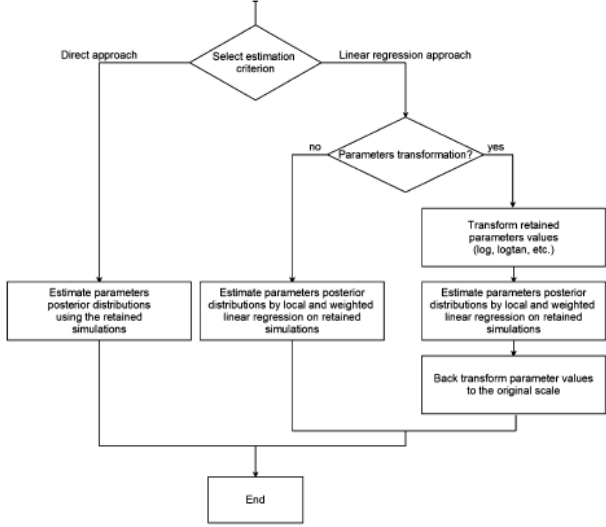 Direct approach
Select estimation
criterion
Linear regression approach
no
Parameters transformation?
yes
Transform retained
parameters values
(log, logtan, etc.)
Estimate parameters
posterior distributions
using the retained
simulations
Estimate parameters posterior
distributions by local and weighted
linear regression on retained
simulations
Estimate parameters posterior
distributions by local and weighted
linear regression on retained
simulations
Back transform parameter values
to the original scale
End